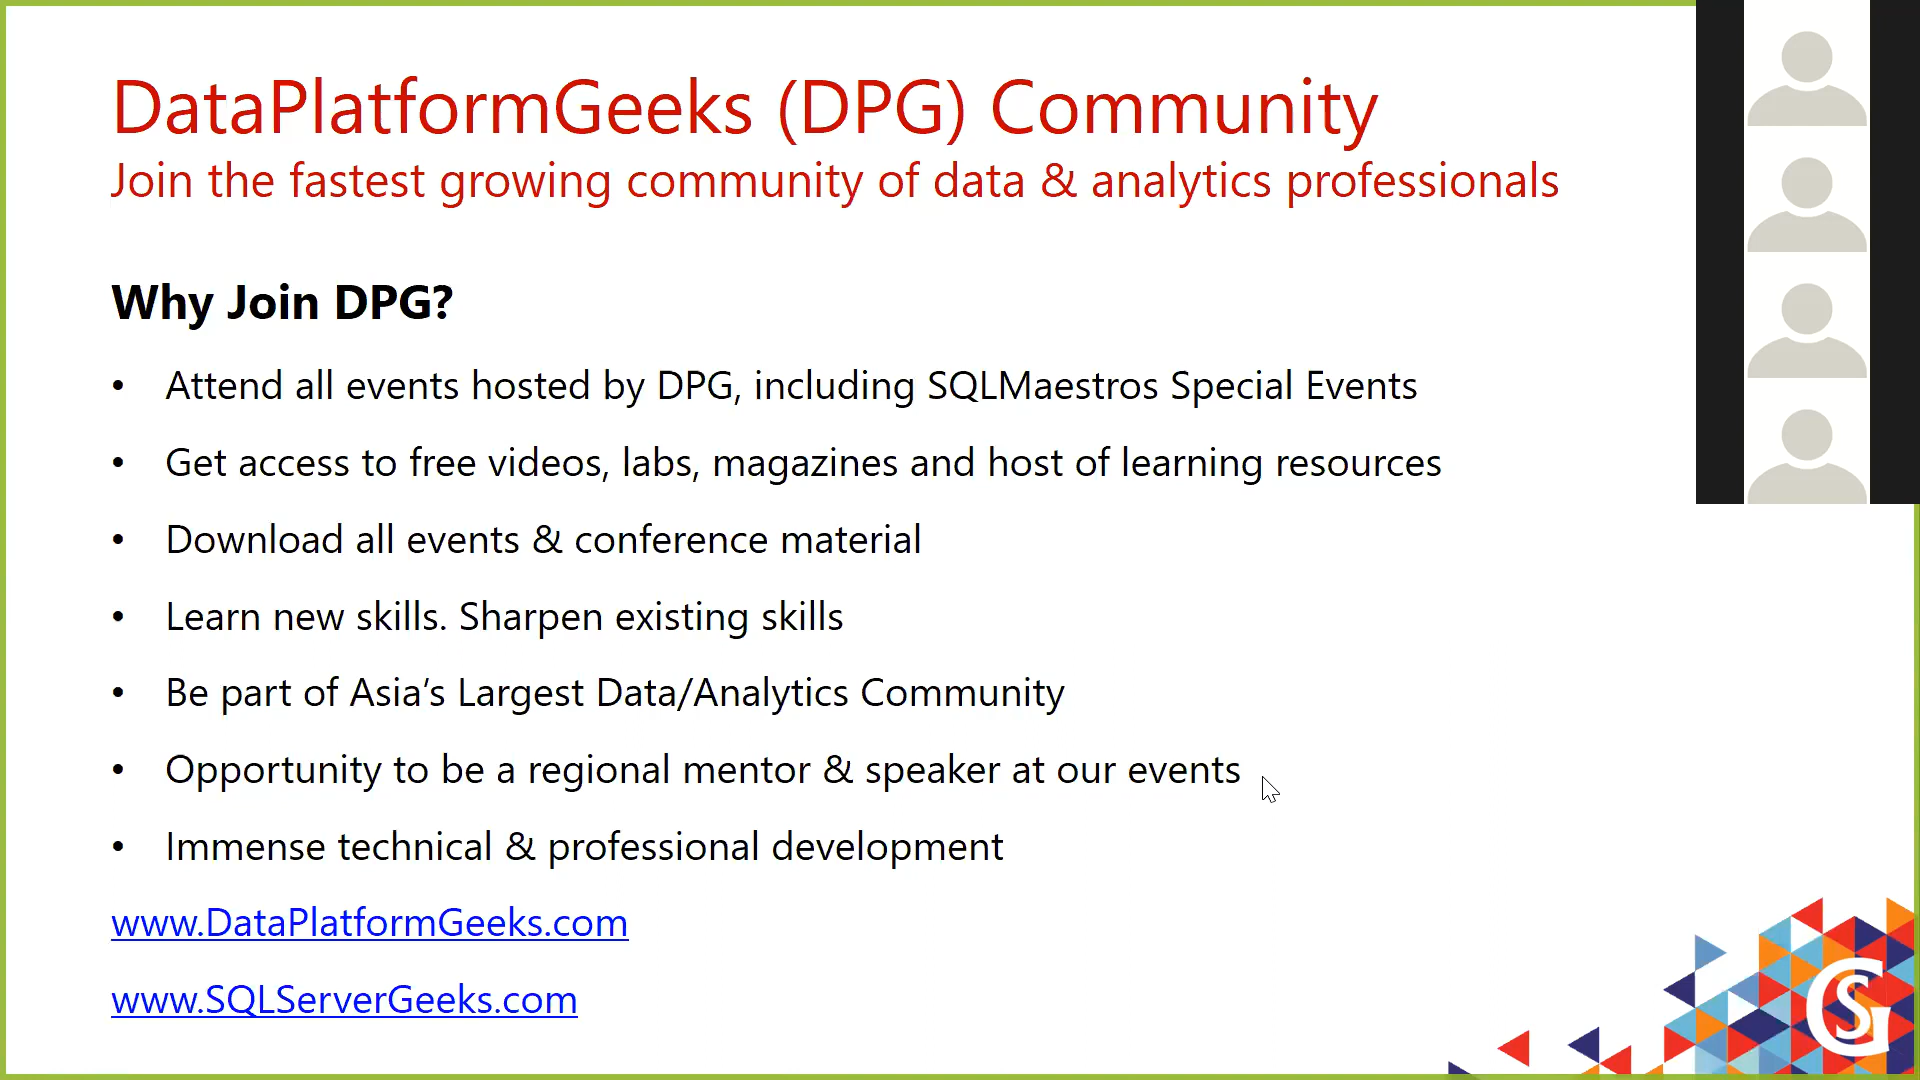 DataPlatformGeeks (DPG) Community
Join the fastest growing community of data & analytics professionals
Why Join DPG?
• Attend all events hosted by DPG, including SQLMaestros Special Events
• Get access to free videos, labs, magazines and host of learning resources
• Download all events & conference material
• Learn new skills. Sharpen existing skills
• Be part of Asia’s Largest Data/Analytics Community
• Opportunity to be a regional mentor & speaker at our events
• Immense technical & professional development
www.DataPlatformGeeks.com
www.SQLServerGeeks.com
SG